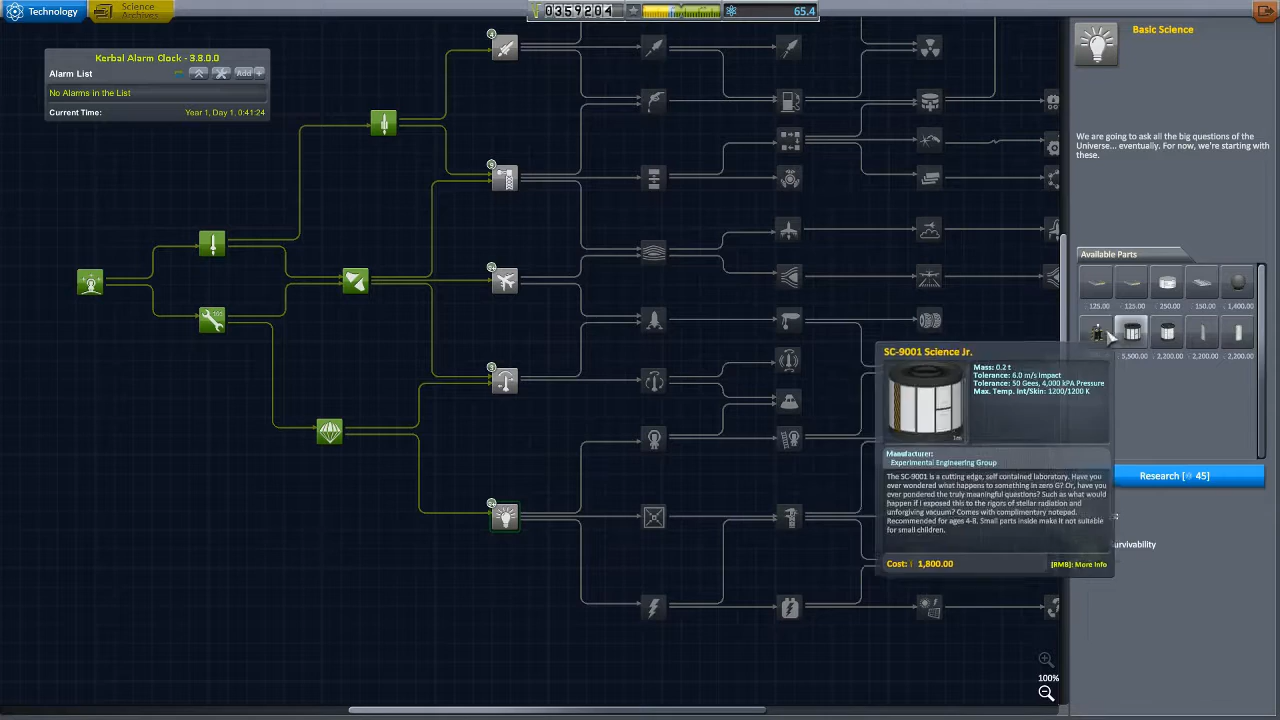 Technology
Science
Archives
0359204
65.4
Kerbal Alarm Clock - 3.8.0.0
Alarm List
Add +
No Alarms in the List
Current Time:
Year 1, Day 1, 0:41:24
100%
Basic Science
We are going to ask all the big questions of the
Universe... eventually. For now, we're starting with
these.
Available Parts
125.00 125.00 250.00 150.00 1,400.00
5,500.00 2,200.00 2,200.00 2,200.00
Research [ 45]
:
urvivability
SC-9001 Science Jr.
Mass: 0.2 t
Tolerance: 6.0 m/s Impact
Tolerance: 50 Gees, 4,000 kPA Pressure
Max. Temp. Int/Skin: 1200/1200 K
1m
Manufacturer:
Experimental Engineering Group
The SC-9001 is a cutting edge, self contained laboratory. Have you
ever wondered what happens to something in zero G? Or, have you
ever pondered the truly meaningful questions? Such as what would
happen if I exposed this to the rigors of stellar radiation and
unforgiving vacuum? Comes with complimentary notepad.
Recommended for ages 4-8. Small parts inside make it not suitable
for small children.
Cost: 1,800.00
[RMB]: More Info